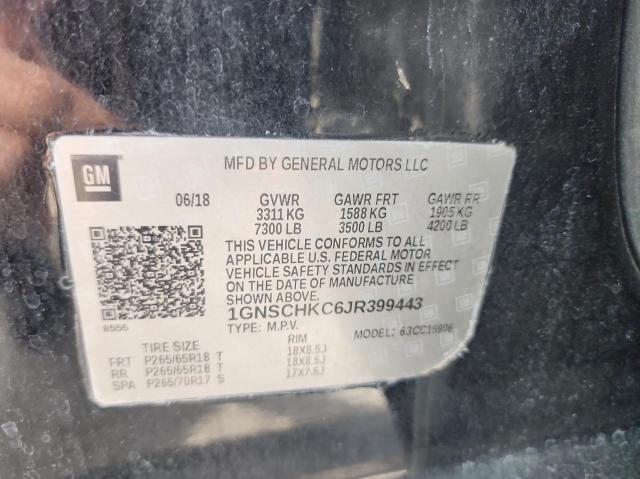 MFD BY GENERAL MOTORS LLC
GM
06/18 GVWR GAWR FRT GAWR RR
3311 KG 1588 KG 1905 KG
7300 LB 3500 LB 4200 LB
THIS VEHICLE CONFORMS TO ALL
APPLICABLE U.S. FEDERAL MOTOR
VEHICLE SAFETY STANDARDS IN EFFECT
ON THE DATE OF MANUFACTURE
SHOWN ABOVE.
1GNSCHKC6JR399443
8555 TYPE: M.P.V. MODEL: 63CC15906
TIRE SIZE RIM
FRT P265/65R18 T 18X8.5J
RR P265/65R18 T 18X8.5J
SPA P265/70R17 S 17X7.5J